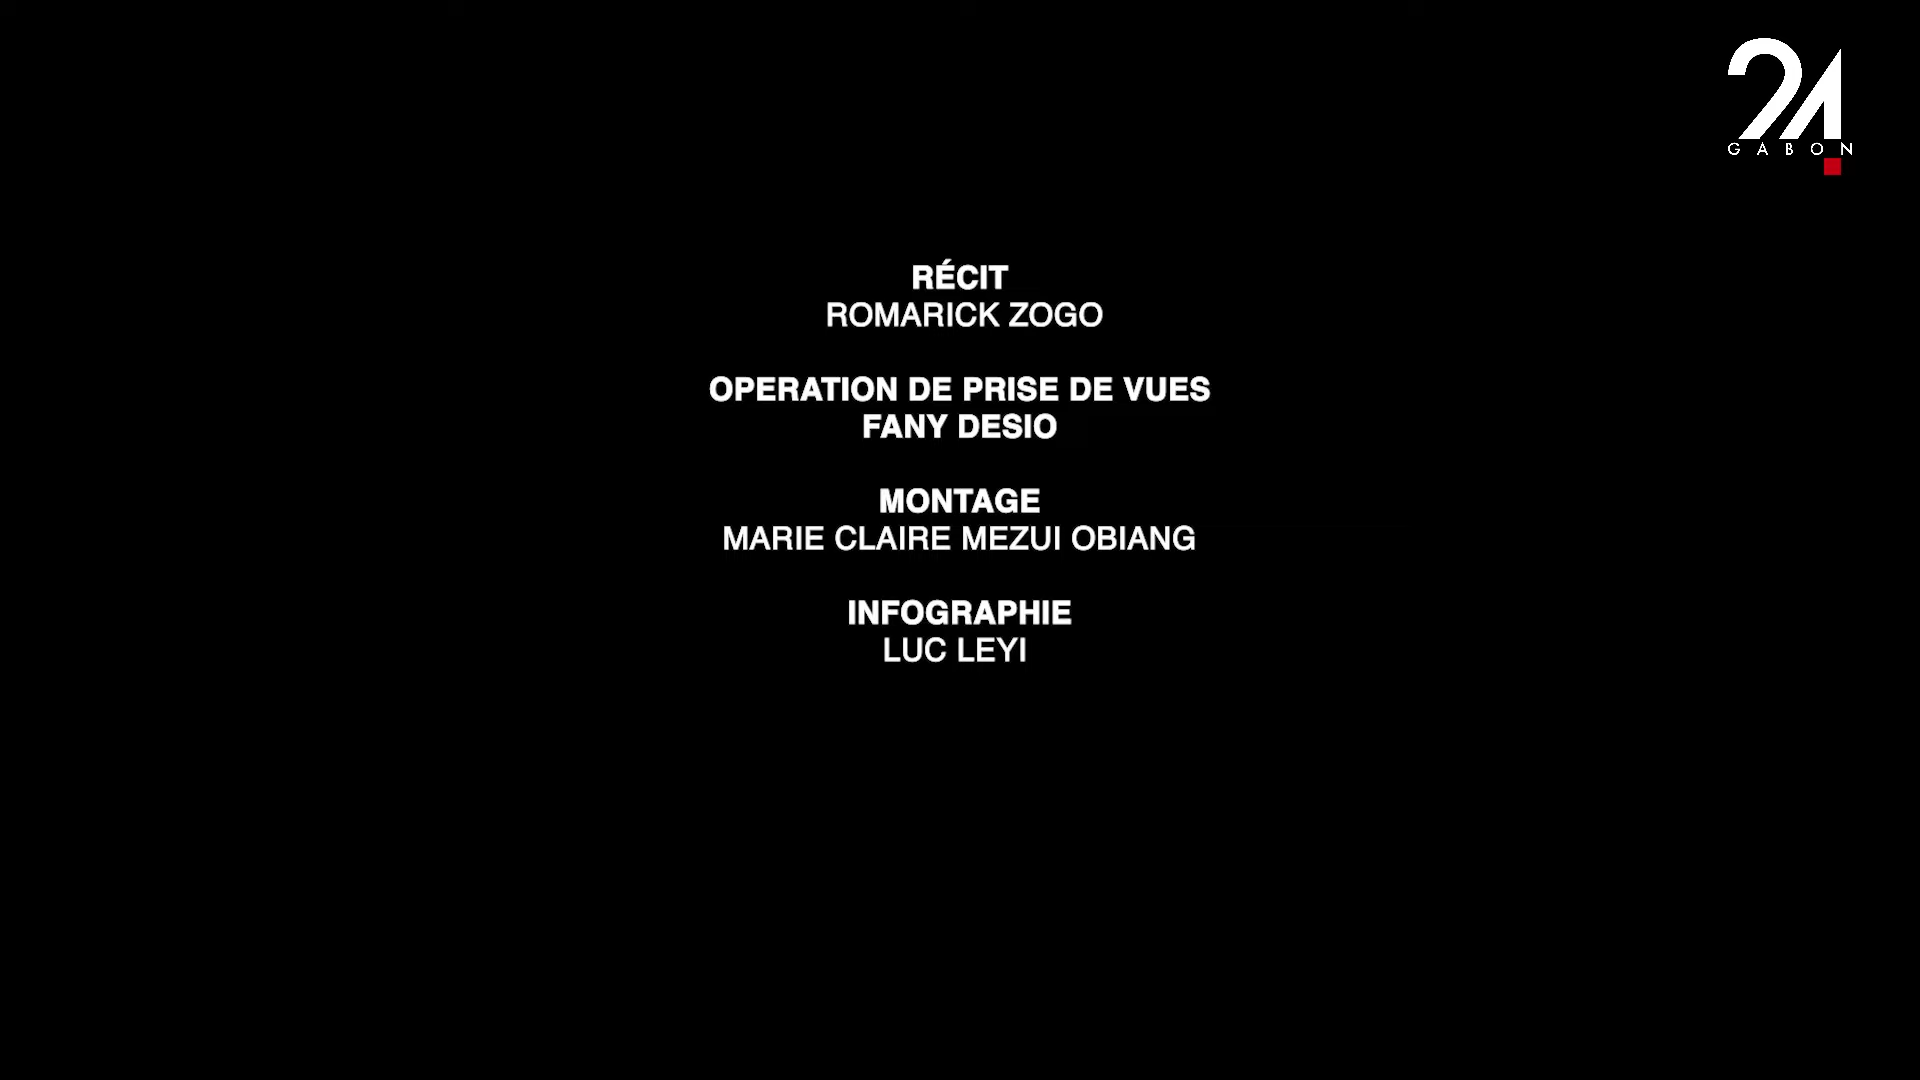 24
GABON
RÉCIT
ROMARICK ZOGO
OPERATION DE PRISE DE VUES
FANY DESIO
MONTAGE
MARIE CLAIRE MEZUI OBIANG
INFOGRAPHIE
LUC LEYI